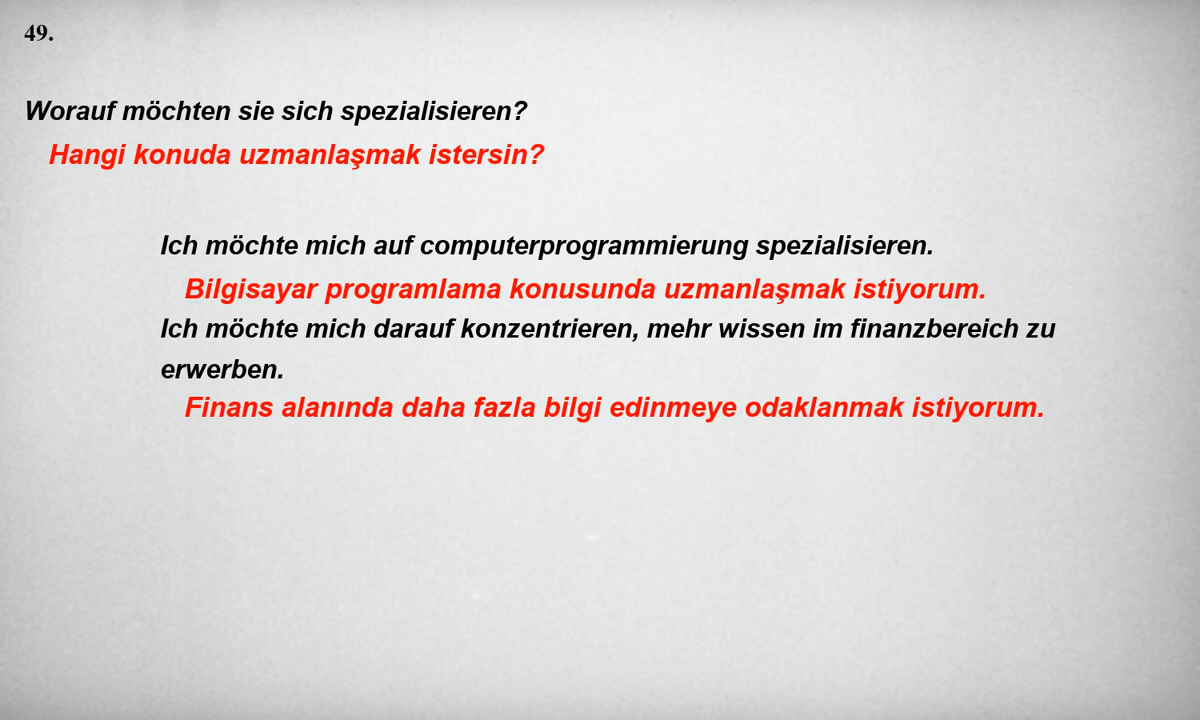 49.
Worauf möchten sie sich spezialisieren?
Hangi konuda uzmanlaşmak istersin?
Ich möchte mich auf computerprogrammierung spezialisieren.
Bilgisayar programlama konusunda uzmanlaşmak istiyorum.
Ich möchte mich darauf konzentrieren, mehr wissen im finanzbereich zu
erwerben.
Finans alanında daha fazla bilgi edinmeye odaklanmak istiyorum.